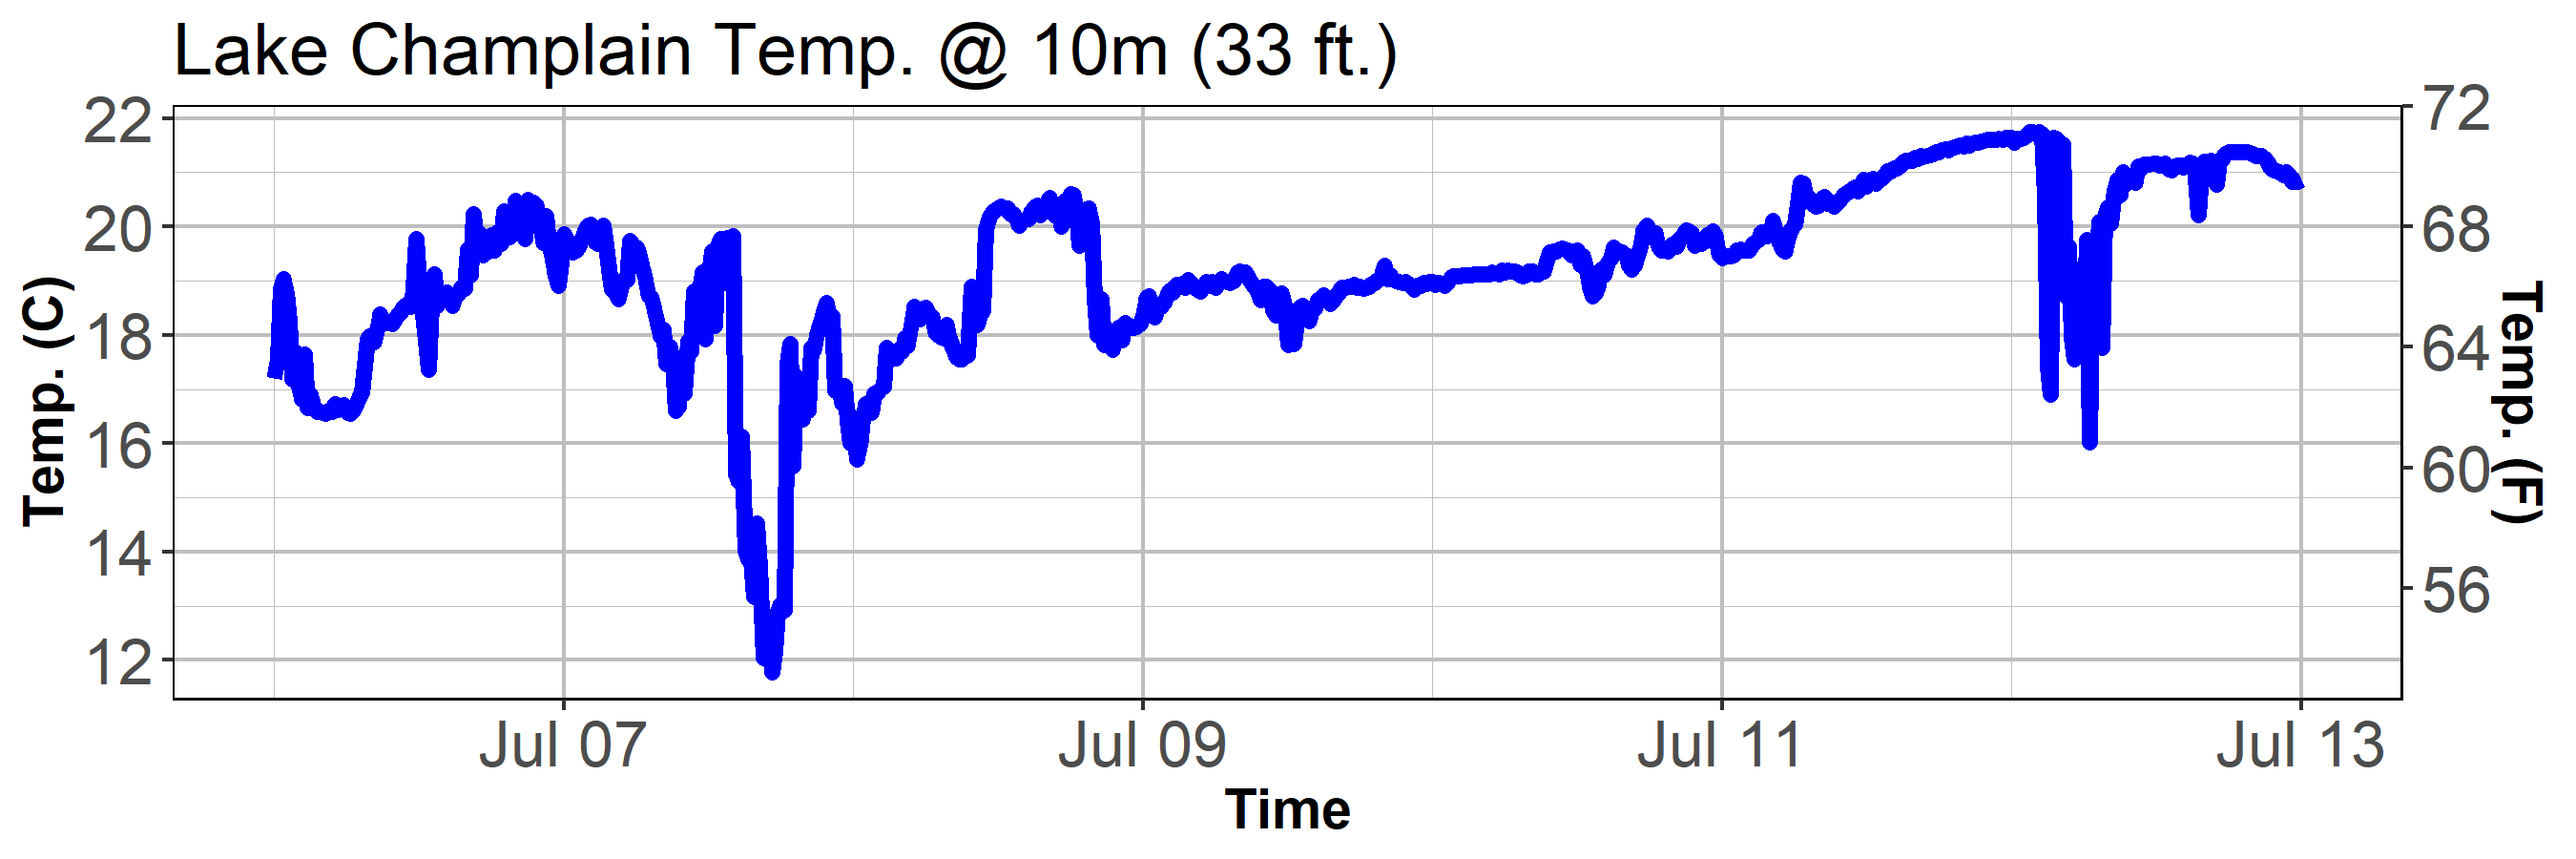 Lake Champlain Temp. @ 10m (33 ft.)
Temp. (C)
22
20
18
16
14
12
72
68
64
60
56
Temp. (F)
Jul 07
Jul 09
Jul 11
Jul 13
Time